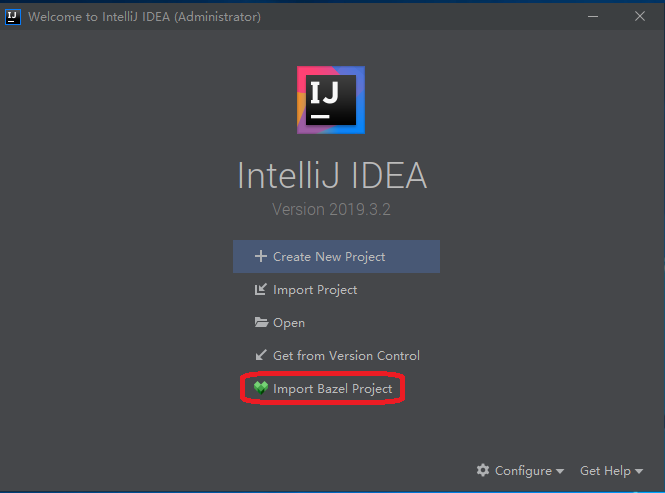 IJ Welcome to IntelliJ IDEA (Administrator)
IJ
IntelliJ IDEA
Version 2019.3.2
Create New Project
Import Project
Open
Get from Version Control
Import Bazel Project
Configure Get Help